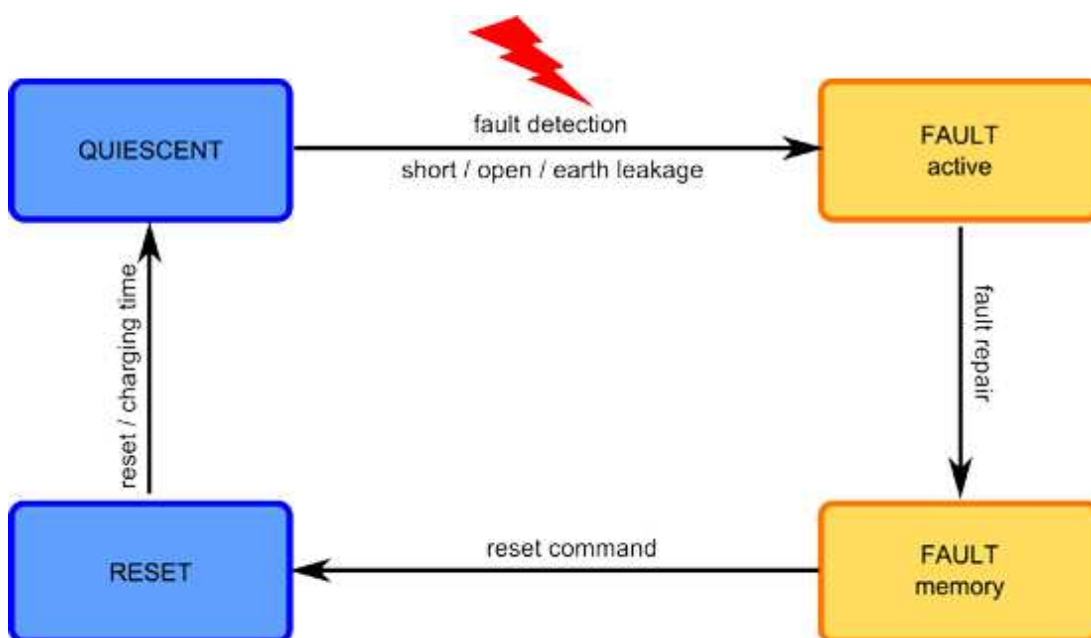 QUIESCENT
fault detection
short / open / earth leakage
FAULT
active
reset / charging time
fault repair
RESET
reset command
FAULT
memory